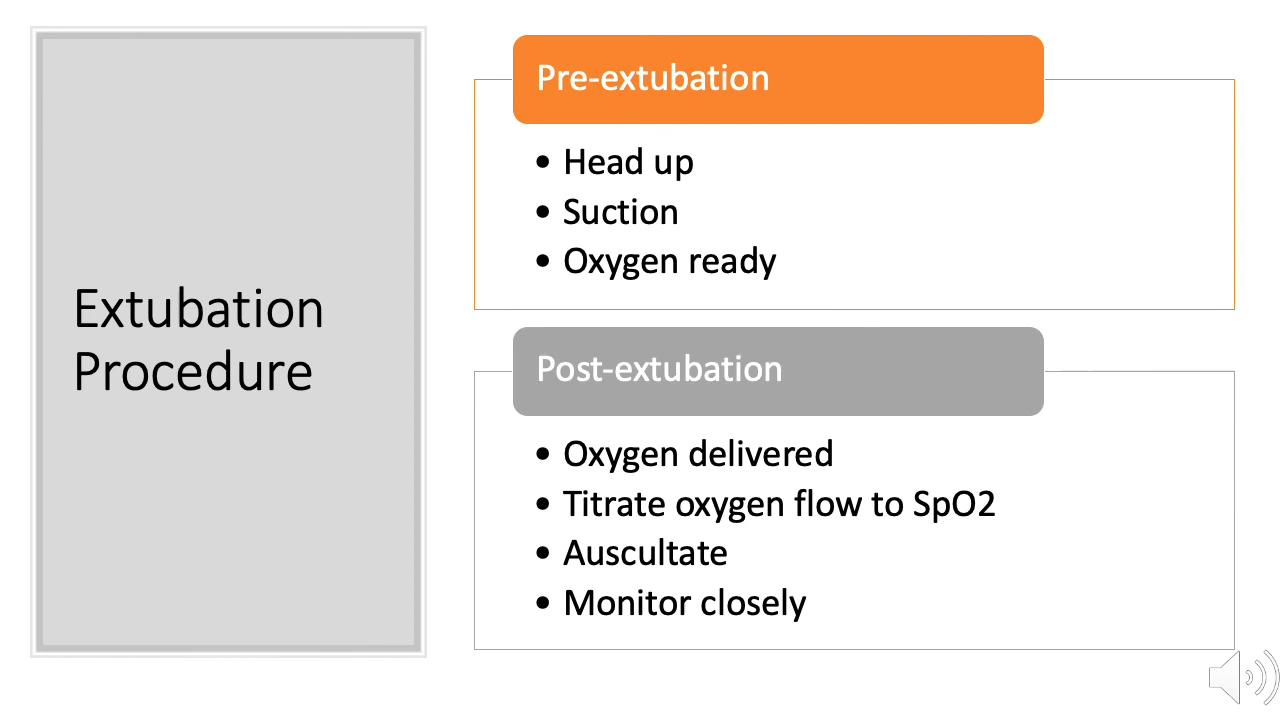 Extubation
Procedure
Pre-extubation
• Head up
• Suction
• Oxygen ready
Post-extubation
• Oxygen delivered
• Titrate oxygen flow to SpO2
• Auscultate
• Monitor closely